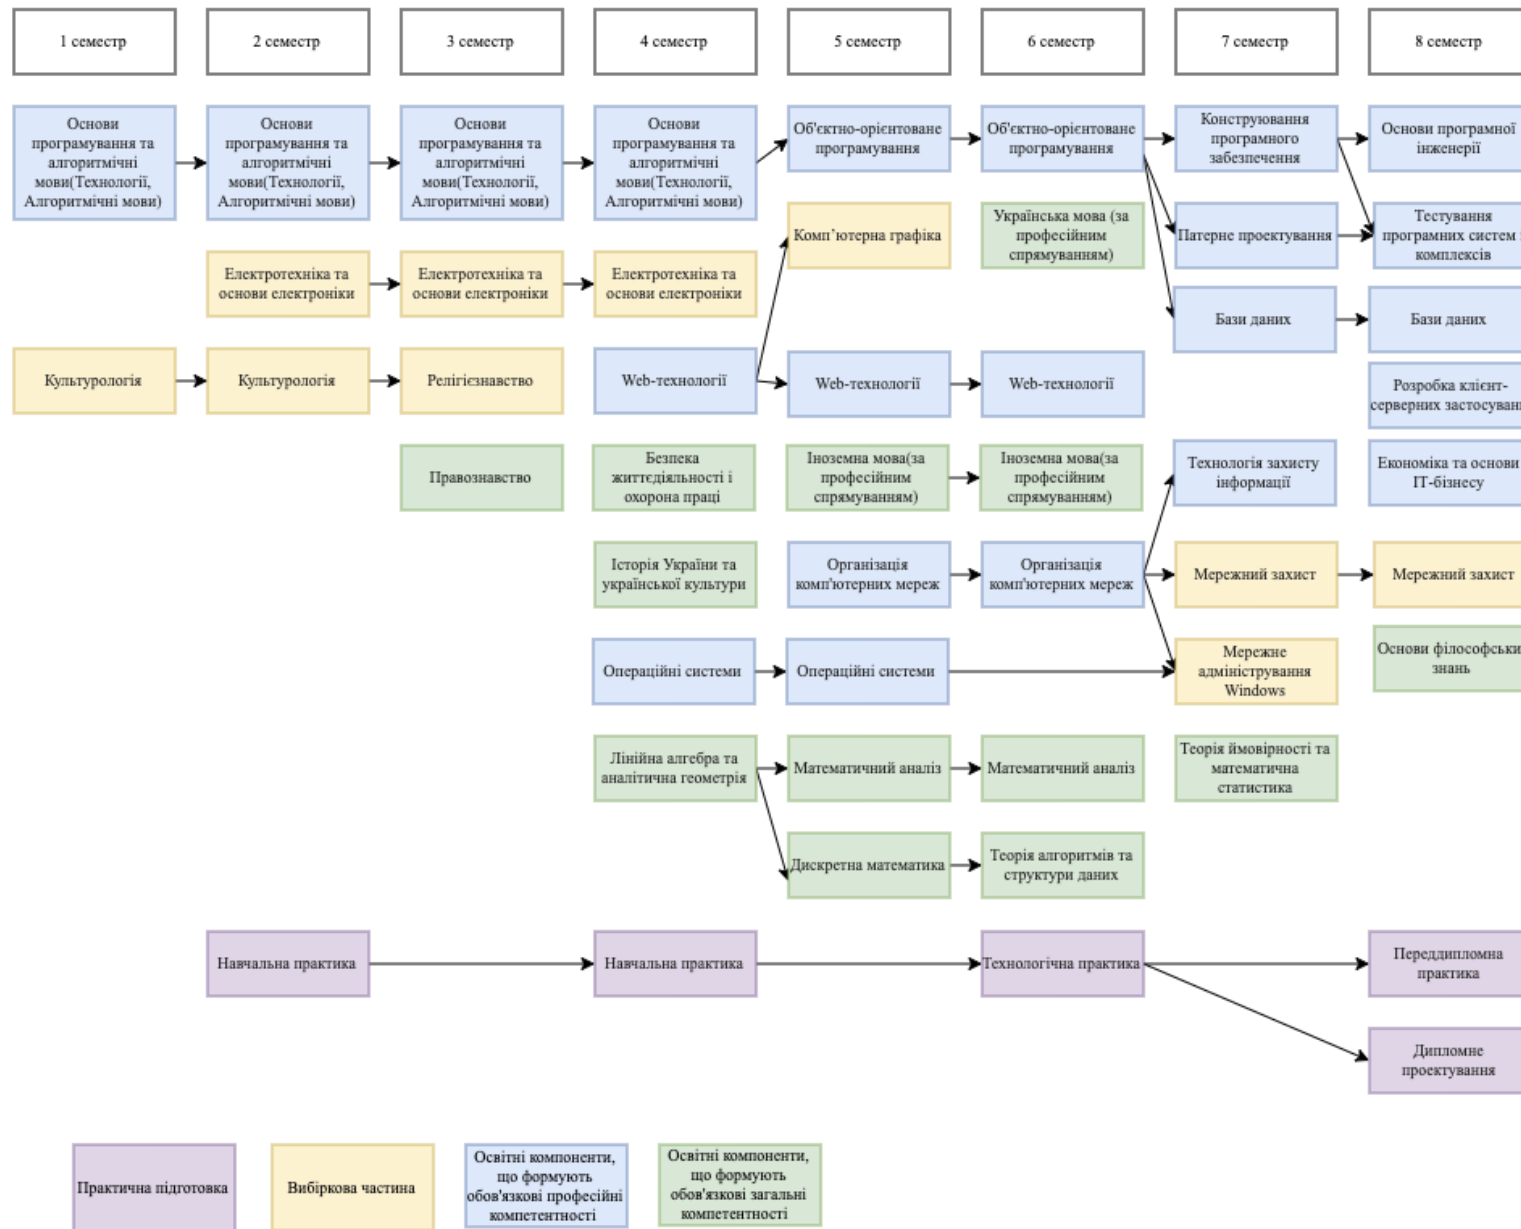 1 семестр
2 семестр
3 семестр
4 семестр
5 семестр
6 семестр
7 семестр
8 семестр
Основи
програмування та
алгоритмічні
мови(Технології,
Алгоритмічні мови)
Основи
програмування та
алгоритмічні
мови(Технології,
Алгоритмічні мови)
Основи
програмування та
алгоритмічні
мови(Технології,
Алгоритмічні мови)
Основи
програмування та
алгоритмічні
мови(Технології,
Алгоритмічні мови)
Об'єктно-орієнтоване
програмування
Об'єктно-орієнтоване
програмування
Конструювання
програмного
забезпечення
Основи програмної
інженерії
Комп’ютерна графіка
Українська мова (за
професійним
спрямуванням)
Патерне проектування
Тестування
програмних систем
комплексів
Електротехніка та
основи електроніки
Електротехніка та
основи електроніки
Електротехніка та
основи електроніки
Бази даних
Бази даних
Культурологія
Культурологія
Релігієзнавство
Web-технології
Web-технології
Web-технології
Розробка клієнт-
серверних
Правознавство
Безпека
життєдіяльності і
охорона праці
Іноземна мова(за
професійним
спрямуванням)
Іноземна мова(за
професійним
спрямуванням)
Технологія захисту
інформації
Економіка та основи
ІТ-бізнесу
Історія України та
української культури
Організація
комп'ютерних мереж
Організація
комп'ютерних мереж
Мережний захист
Мережний захист
Операційні системи
Операційні системи
Мережне
адміністрування
Windows
Основи
знань
Лінійна алгебра та
аналітична геометрія
Математичний аналіз
Математичний аналіз
Теорія ймовірності та
математична
статистика
Дискретна математика
Теорія алгоритмів та
структури даних
Навчальна практика
Навчальна практика
Технологічна практика
Переддипломна
практика
Дипломне
проектування
Практична підготовка
Вибіркова частина
Освітні компоненти,
що формують
обов'язкові професійні
компетентності
Освітні компоненти,
що формують
обов'язкові загальні
компетентності